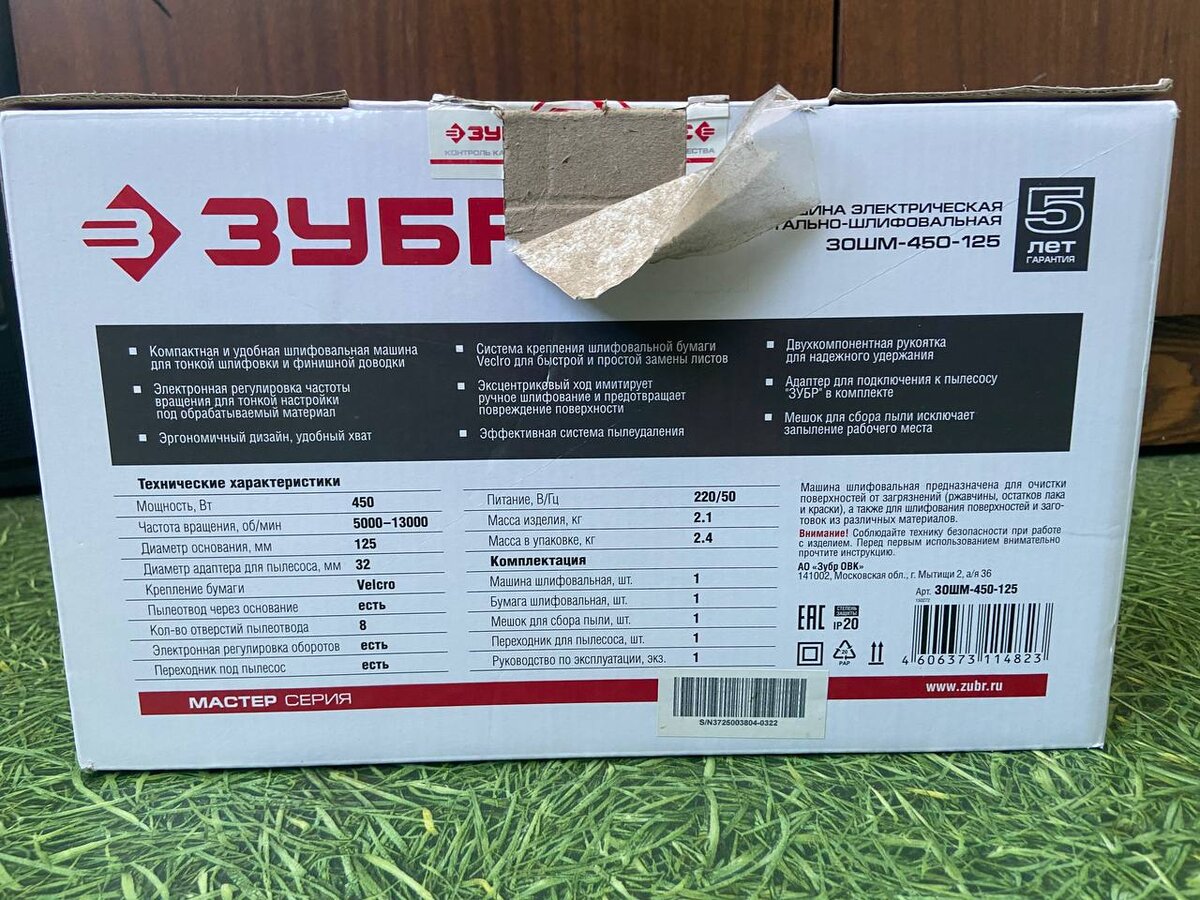 ЗУ
КОНТРОЛЬ КА
ЕСТВА
ЗУБР
ЭЛЕКТРИЧЕСКАЯ
ШЛИФОВАЛЬНАЯ
ЗОШМ-450-125
5
лет
ГАРАНТИЯ
Компактная и удобная шлифовальная машина
для тонкой шлифовки и финишной доводки
Электронная регулировка частоты
вращения для тонкой настройки
под обрабатываемый материал
Эргономичный дизайн, удобный хват
Система крепления шлифовальной бумаги
Veclro для быстрой и простой замены листов
Эксцентриковый ход имитирует
ручное шлифование и предотвращает
повреждение поверхности
Эффективная система пылеудаления
Двухкомпонентная рукоятка
для надежного удержания
Адаптер для подключения к пылесосу
"ЗУБР" в комплекте
Мешок для сбора пыли исключает
запыление рабочего места
Технические характеристики
Мощность, Вт 450
Частота вращения, об/мин 5000–13000
Диаметр основания, мм 125
Диаметр адаптера для пылесоса, мм 32
Крепление бумаги Velcro
Пылеотвод через основание есть
Кол-во отверстий пылеотвода 8
Электронная регулировка оборотов есть
Переходник под пылесос есть
Питание, В/Гц 220/50
Масса изделия, кг 2.1
Масса в упаковке, кг 2.4
Комплектация
Машина шлифовальная, шт. 1
Бумага шлифовальная, шт. 1
Мешок для сбора пыли, шт. 1
Переходник для пылесоса, шт. 1
Руководство по эксплуатации, экз. 1
Машина шлифовальная предназначена для очистки
поверхностей от загрязнений (ржавчины, остатков лака
и краски), а также для шлифования поверхностей и заго-
товок из различных материалов.
Внимание! Соблюдайте технику безопасности при работе
с изделием. Перед первым использованием внимательно
прочтите инструкцию.
АО «Зубр ОВК»
141002, Московская обл., г. Мытищи 2, а/я 36
Арт. ЗОШМ-450-125
EAC
СТЕПЕНЬ
ЗАЩИТЫ
IP20
20
PAP
4 606373 114823
МАСТЕР СЕРИЯ
www.zubr.ru
S/N3725003804-0322